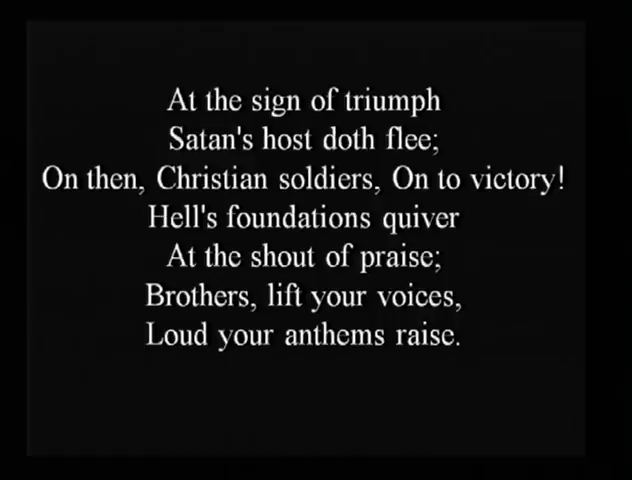 At the sign of triumph
Satan's host doth flee;
On then, Christian soldiers, On to victory!
Hell's foundations quiver
At the shout of praise;
Brothers, lift your voices,
Loud your anthems raise.